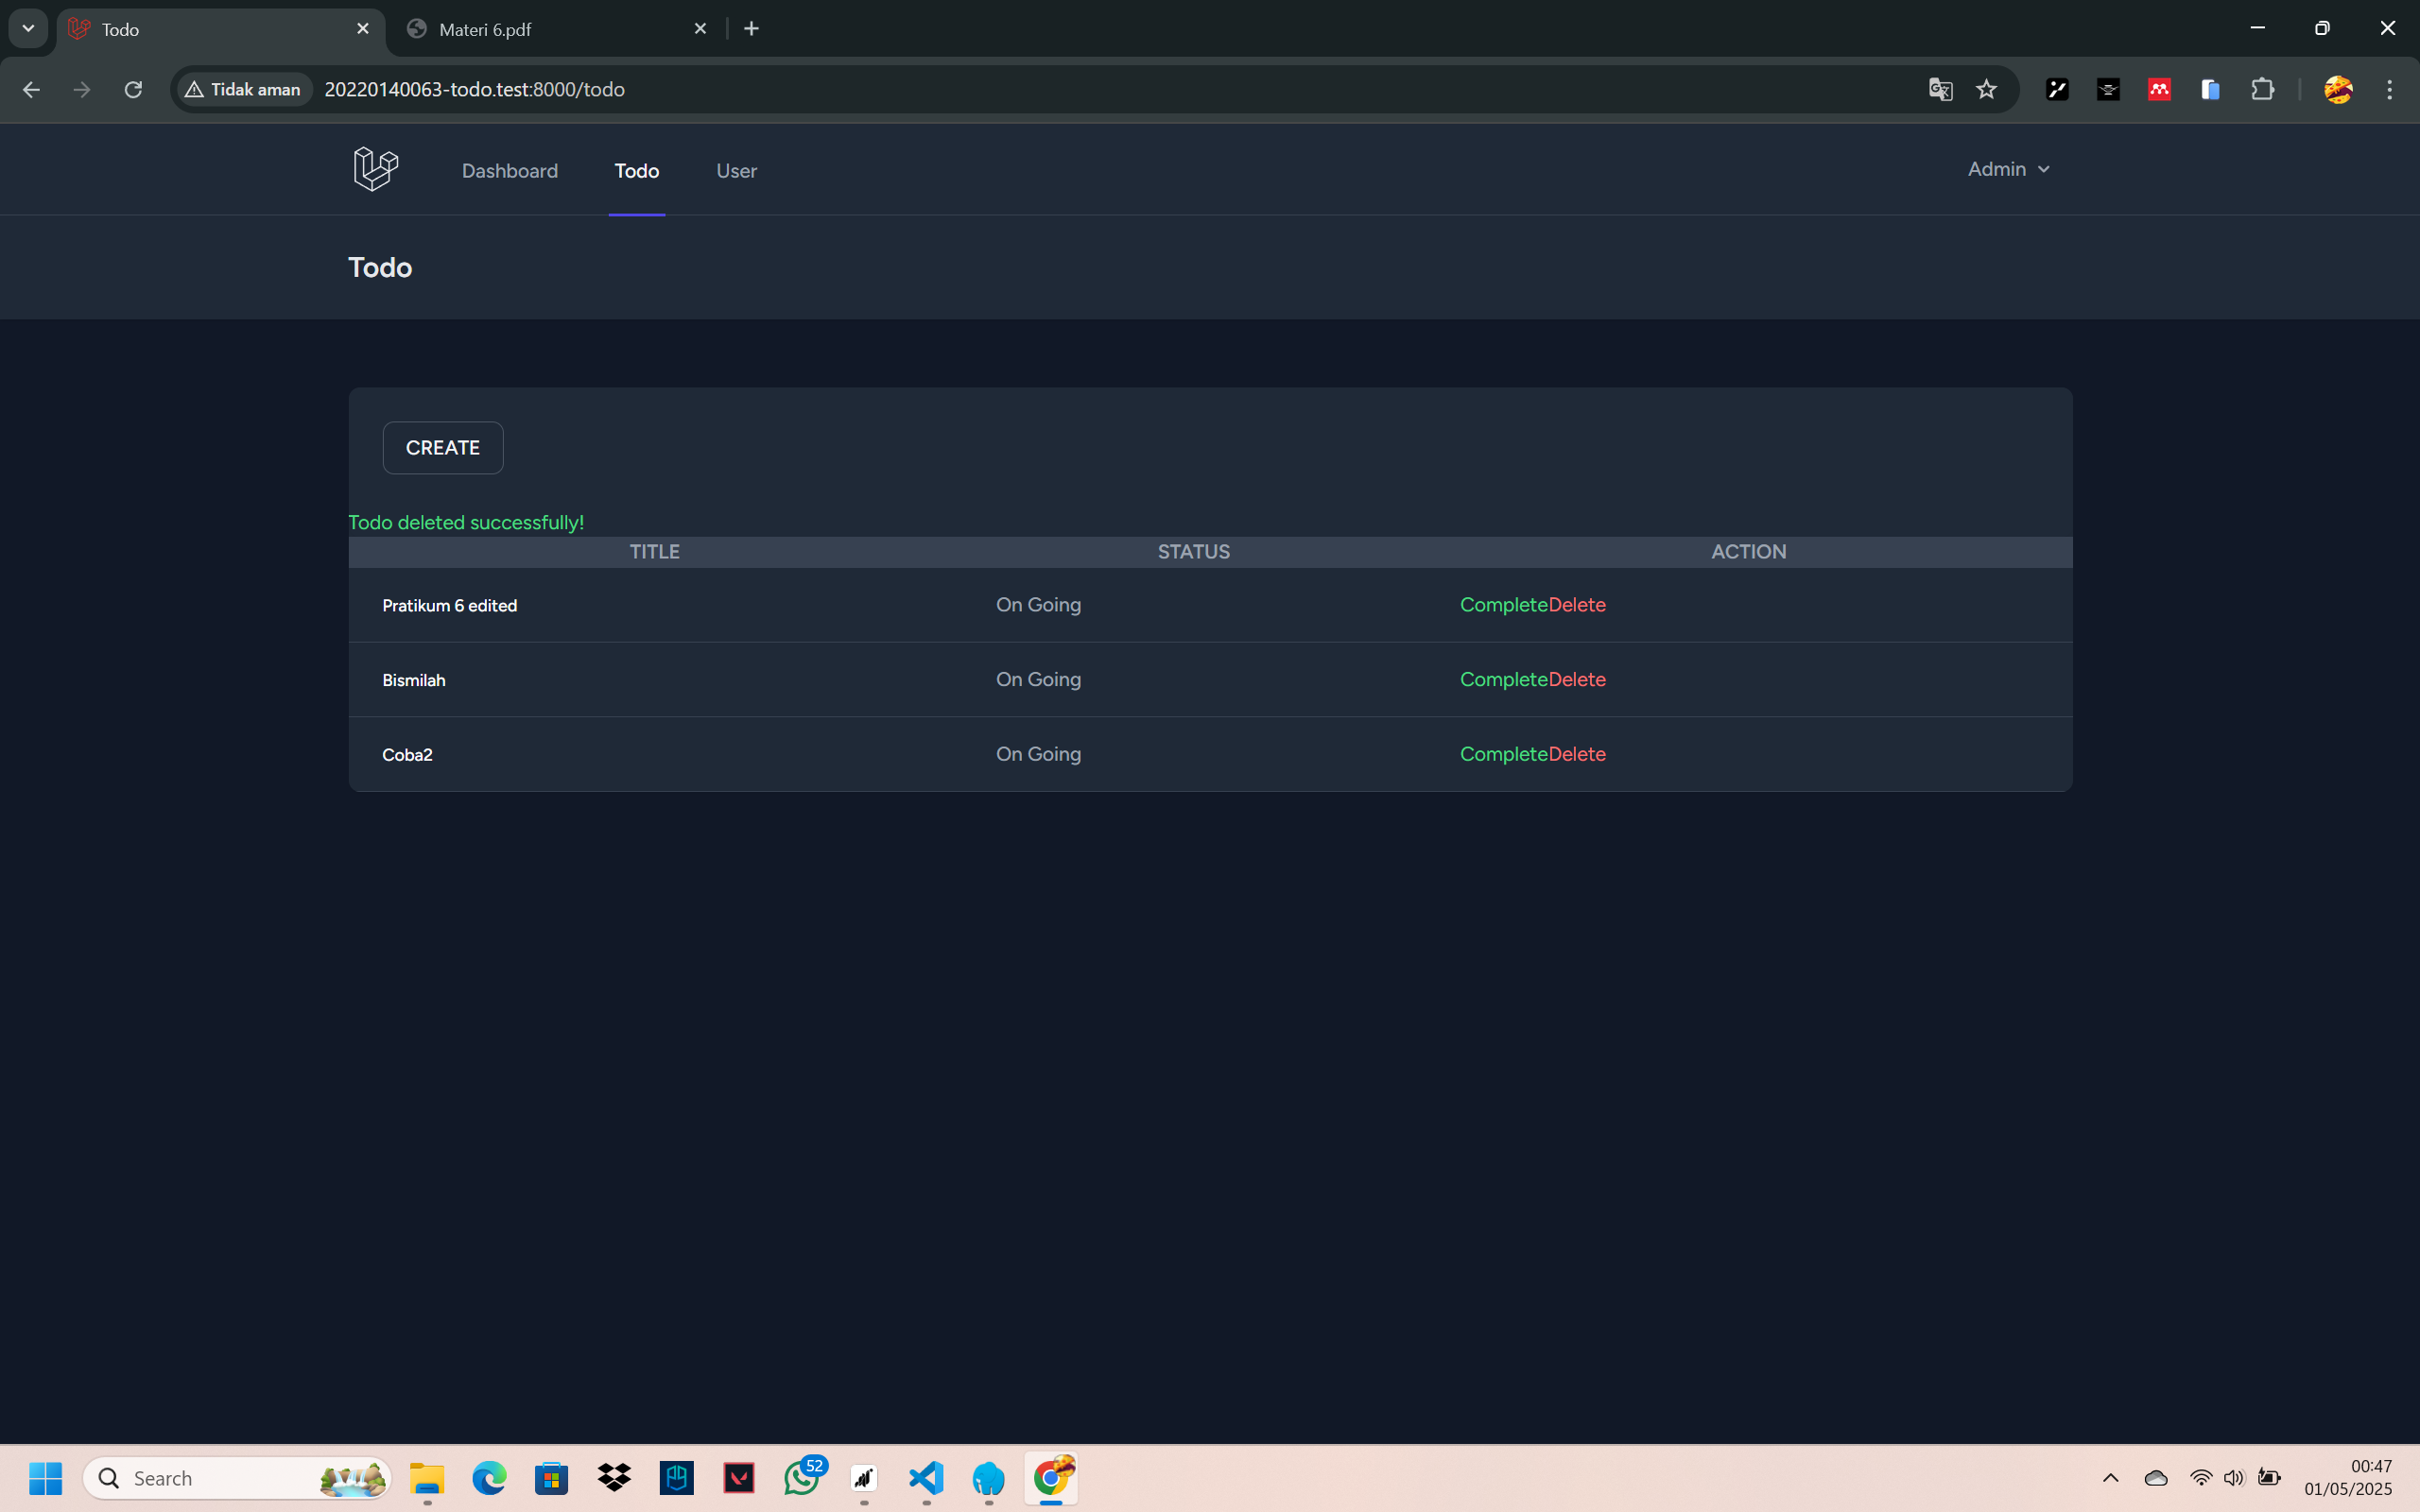 Todo
Materi 6.pdf
Tidak aman
20220140063-todo.test:8000/todo
Dashboard
Todo
User
Admin
Todo
CREATE
Todo deleted successfully!
TITLE STATUS ACTION
Pratikum 6 edited On Going CompleteDelete
Bismilah On Going CompleteDelete
Coba2 On Going CompleteDelete
Search
52
00:47
01/05/2025